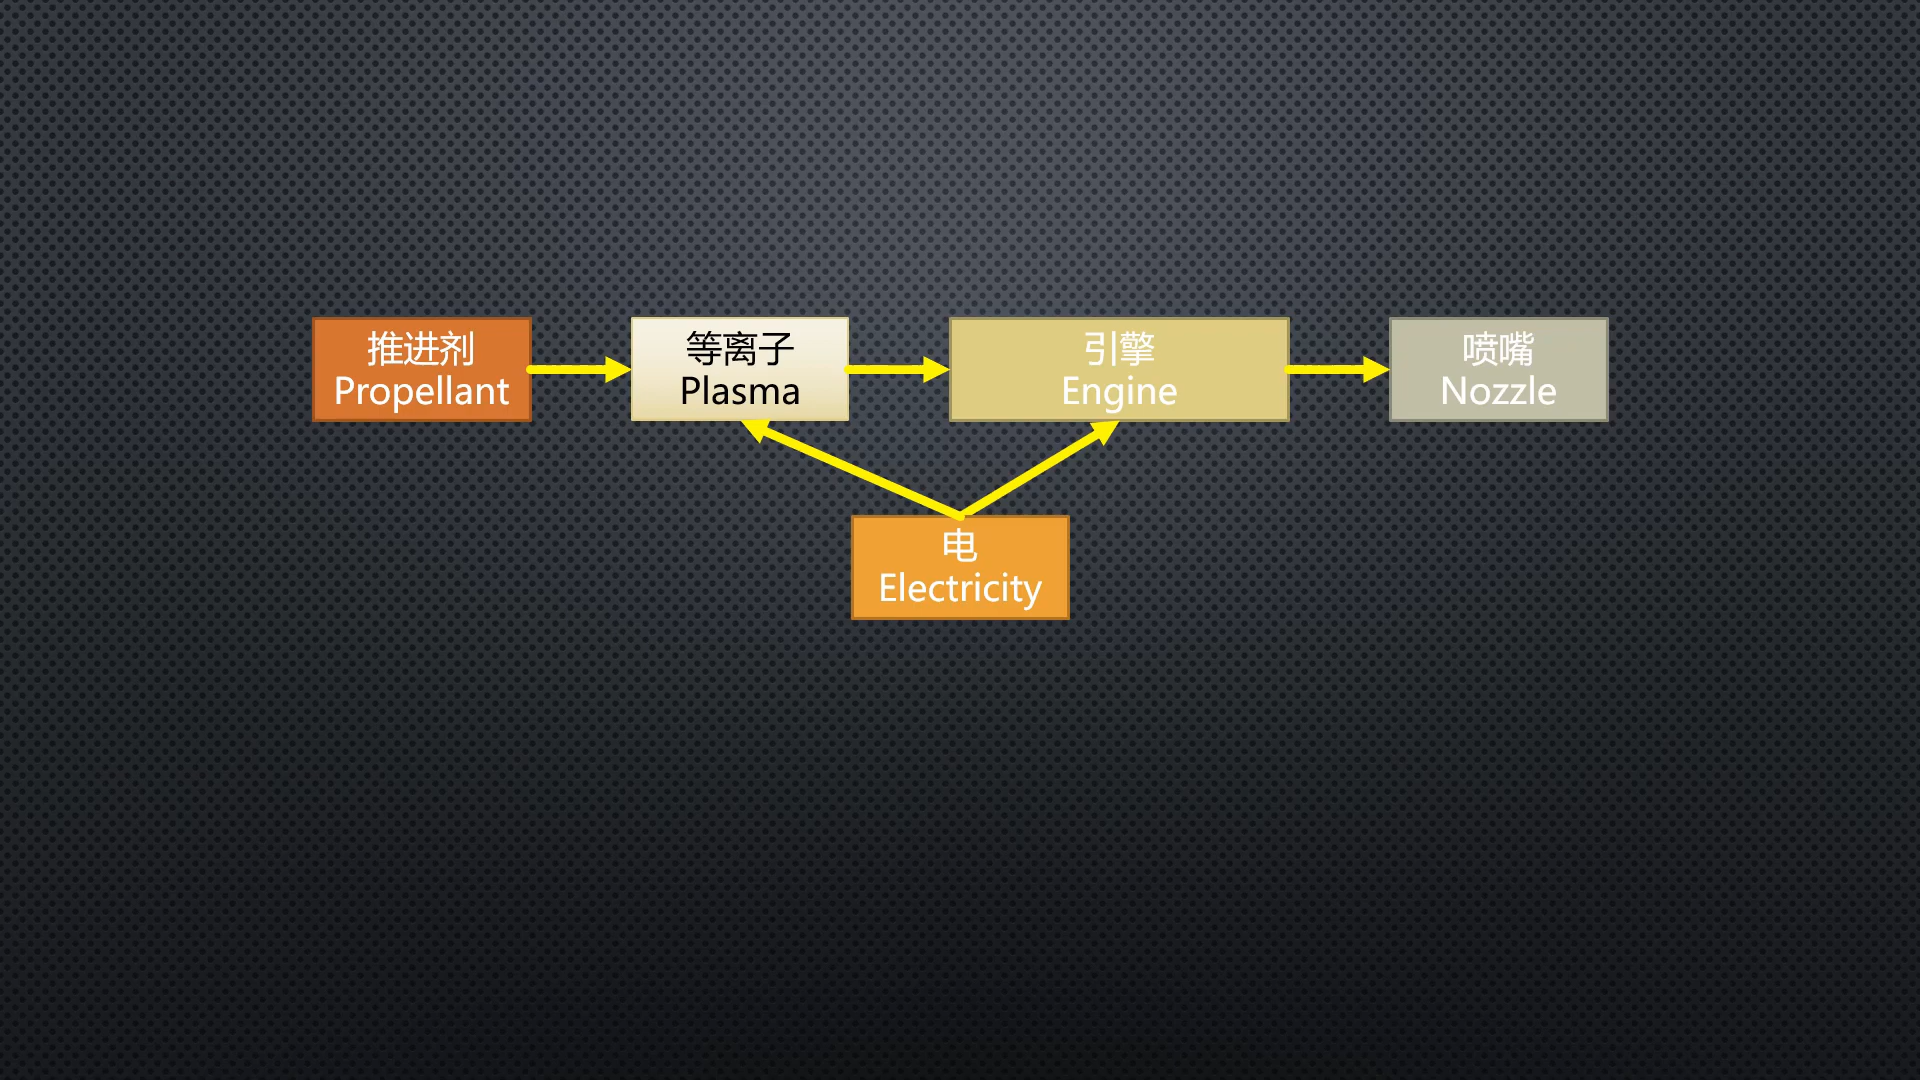 推进剂
Propellant
等离子
Plasma
引擎
Engine
喷嘴
Nozzle
电
Electricity